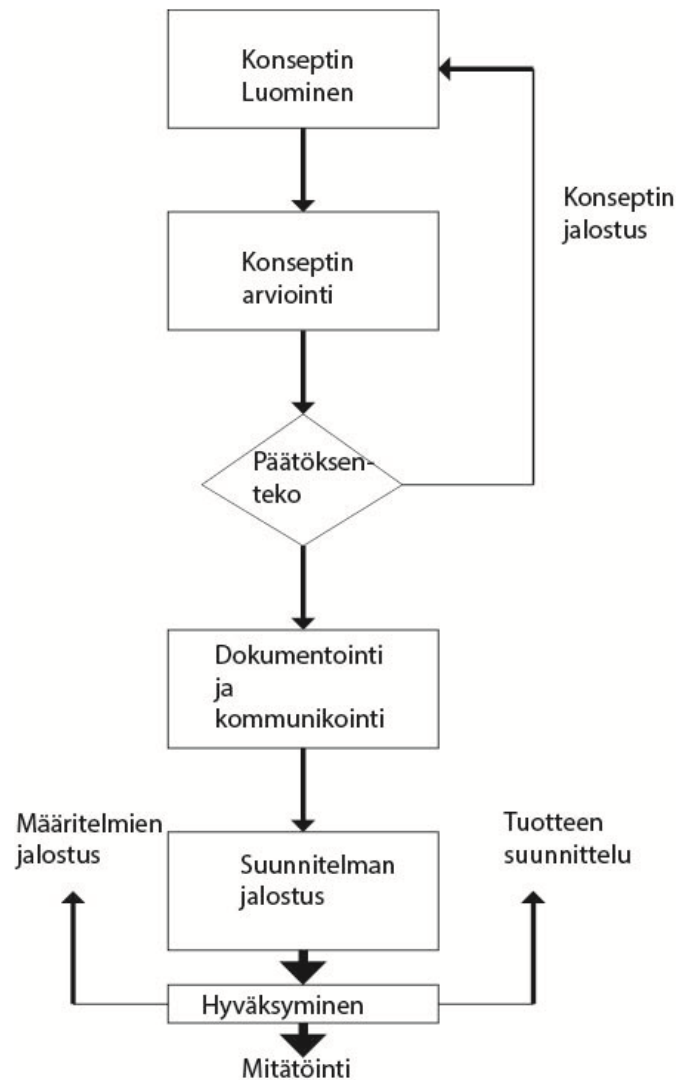 Konseptin
Luominen
Konseptin
jalostus
Konseptin
arviointi
Päätöksen-
teko
Dokumentointi
ja
kommunikointi
Määritelmien
jalostus
Tuotteen
suunnittelu
Suunnitelman
jalostus
Hyväksyminen
Mitätöinti